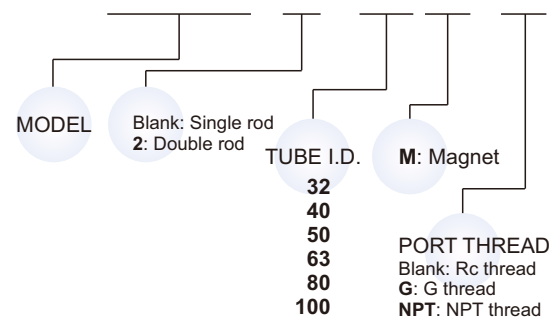 MODEL
Blank: Single rod
2: Double rod
TUBE I.D.
32
40
50
63
80
100
M: Magnet
PORT THREAD
Blank: Rc thread
G: G thread
NPT: NPT thread